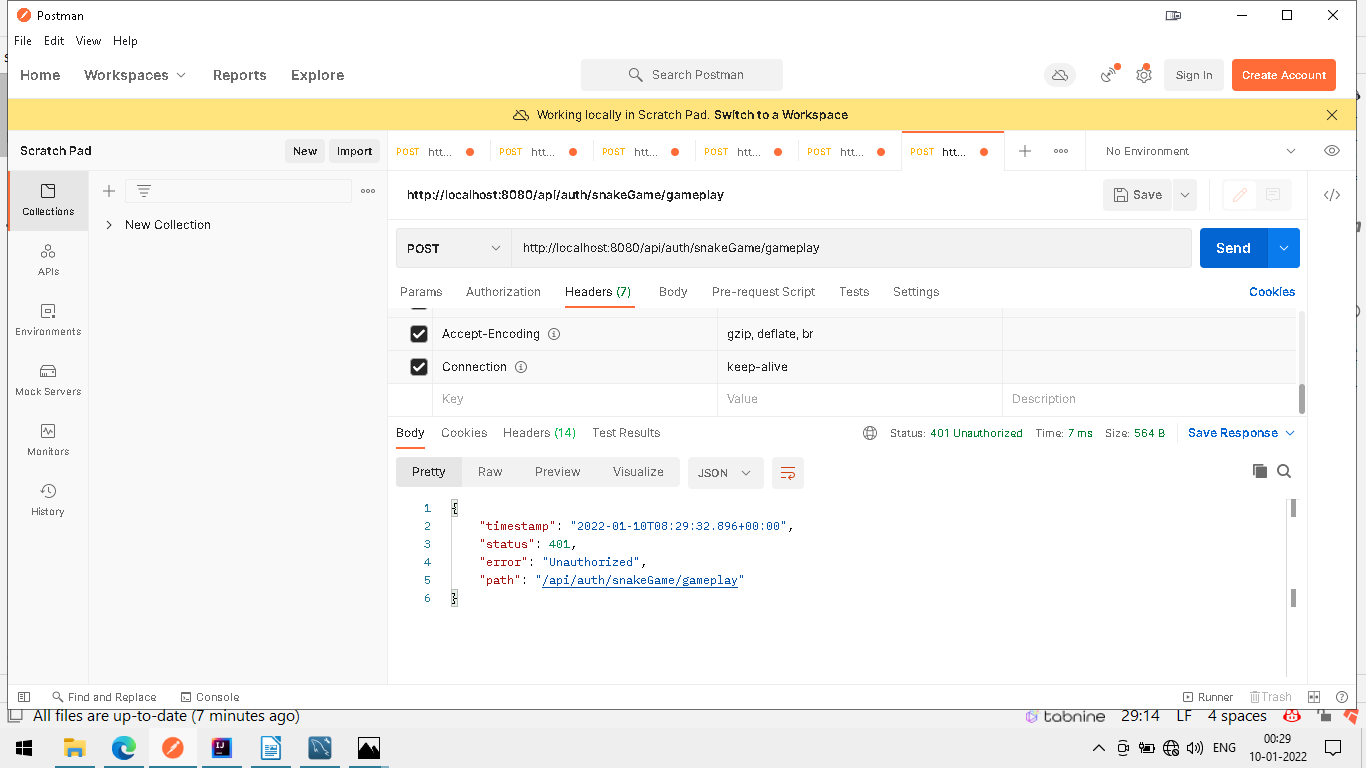 Postman
File Edit View Help
Home Workspaces Reports Explore Search Postman Sign In Create Account
Working locally in Scratch Pad. Switch to a Workspace
Scratch Pad New Import
POST htt... POST htt... POST htt... POST htt... POST htt... POST htt... No Environment
Collections
New Collection
APIs
Environments
Mock Servers
Monitors
History
http://localhost:8080/api/auth/snakeGame/gameplay Save
POST http://localhost:8080/api/auth/snakeGame/gameplay Send
Params Authorization Headers (7) Body Pre-request Script Tests Settings Cookies
Accept-Encoding gzip, deflate, br
Connection keep-alive
Key Value Description
Body Cookies Headers (14) Test Results Status: 401 Unauthorized Time: 7 ms Size: 564 B Save Response
Pretty Raw Preview Visualize JSON
1 {
2 "timestamp": "2022-01-10T08:29:32.896+00:00",
3 "status": 401,
4 "error": "Unauthorized",
5 "path": "/api/auth/snakeGame/gameplay"
6 }
Find and Replace Console Runner Trash
All files are up-to-date (7 minutes ago) tabnine 29:14 LF 4 spaces
ENG 00:29
10-01-2022